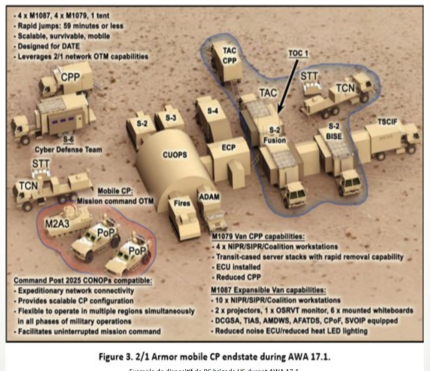 - 4 x M1087, 4 x M1079, 1 tent
- Rapid jumps: 59 minutes or less
- Scalable, survivable, mobile
- Designed for DATE
- Leverages 2/1 network OTM capabilities
TAC
CPP
TOC 1
CPP
TAC
STT
TCN
S-6
Cyber Defense Team
S-2
S-3
S-4
S-2
Fusion
S-2
BISE
TSCIF
STT
TCN
CUOPS
ECP
Mobile CP:
Mission command OTM
M2A3
PoP
PoP
Fires
ADAM
M1079 Van CPP capabilities:
- 4 x NIPR/SIPR/Coalition workstations
- Transit-cased server stacks with rapid removal capability
- ECU installed
- Reduced CPP
Command Post 2025 CONOPs compatible:
- Expeditionary network connectivity
- Provides scalable CP configuration
- Flexible to operate in multiple regions simultaneously
in all phases of military operations
- Facilitates uninterrupted mission command
M1087 Expansible Van capabilities:
- 10 x NIPR/SIPR/Coalition workstations
- 2 x projectors, 1 x OSRVT monitor, 6 x mounted whiteboards
- DCGSA, TIAS, AMDWS, AFATDS, CPoF, SVOIP equipped
- Reduced noise ECU/reduced heat LED lighting
Figure 3. 2/1 Armor mobile CP endstate during AWA 17.1.